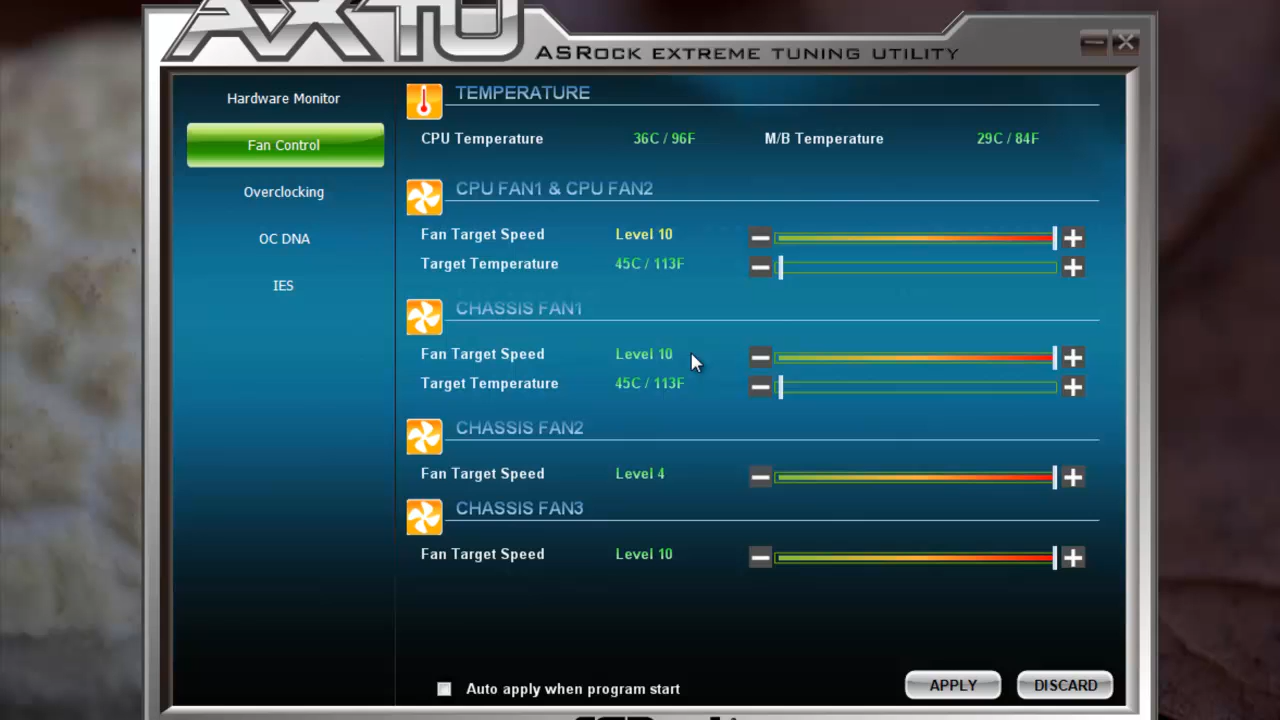 AXTU
ASROCK EXTREME TUNING UTILITY
Hardware Monitor
Fan Control
Overclocking
OC DNA
IES
TEMPERATURE
CPU Temperature 36C / 96F M/B Temperature 29C / 84F
CPU FAN1 & CPU FAN2
Fan Target Speed Level 10
Target Temperature 45C / 113F
CHASSIS FAN1
Fan Target Speed Level 10
Target Temperature 45C / 113F
CHASSIS FAN2
Fan Target Speed Level 4
CHASSIS FAN3
Fan Target Speed Level 10
Auto apply when program start APPLY DISCARD